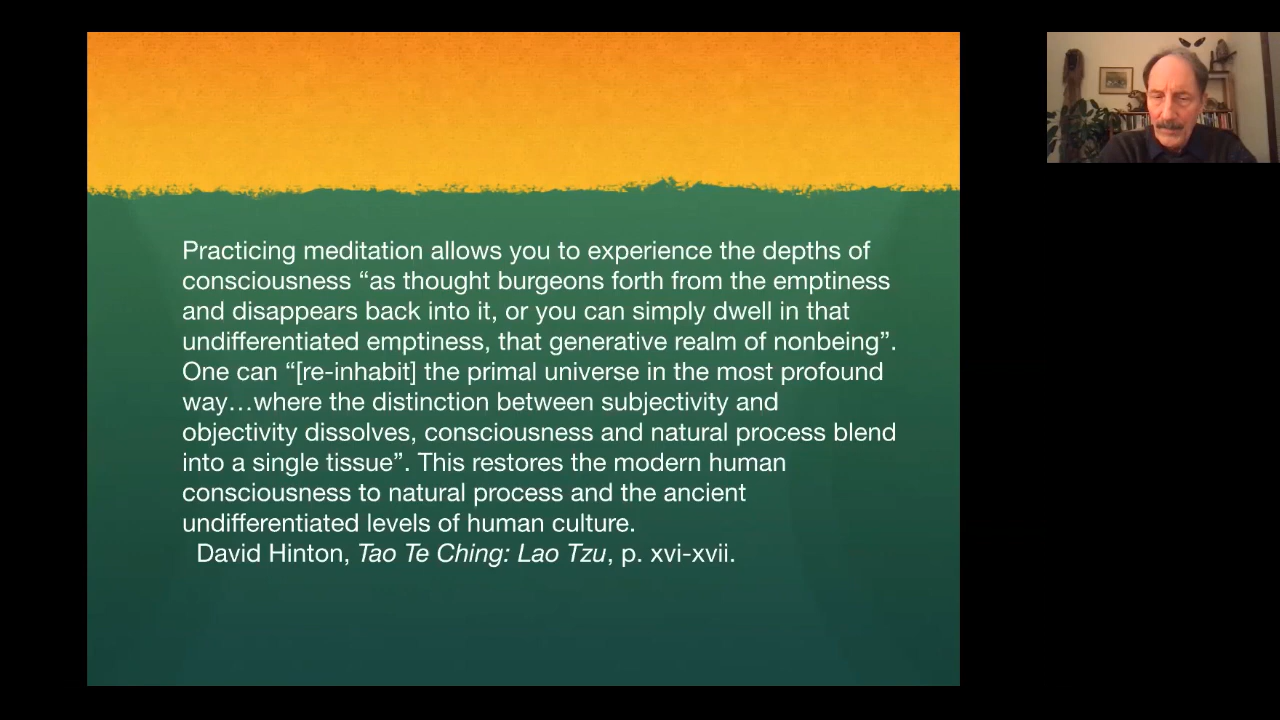 Practicing meditation allows you to experience the depths of
consciousness “as thought burgeons forth from the emptiness
and disappears back into it, or you can simply dwell in that
undifferentiated emptiness, that generative realm of nonbeing”.
One can “[re-inhabit] the primal universe in the most profound
way…where the distinction between subjectivity and
objectivity dissolves, consciousness and natural process blend
into a single tissue”. This restores the modern human
consciousness to natural process and the ancient
undifferentiated levels of human culture.
David Hinton, Tao Te Ching: Lao Tzu, p. xvi-xvii.